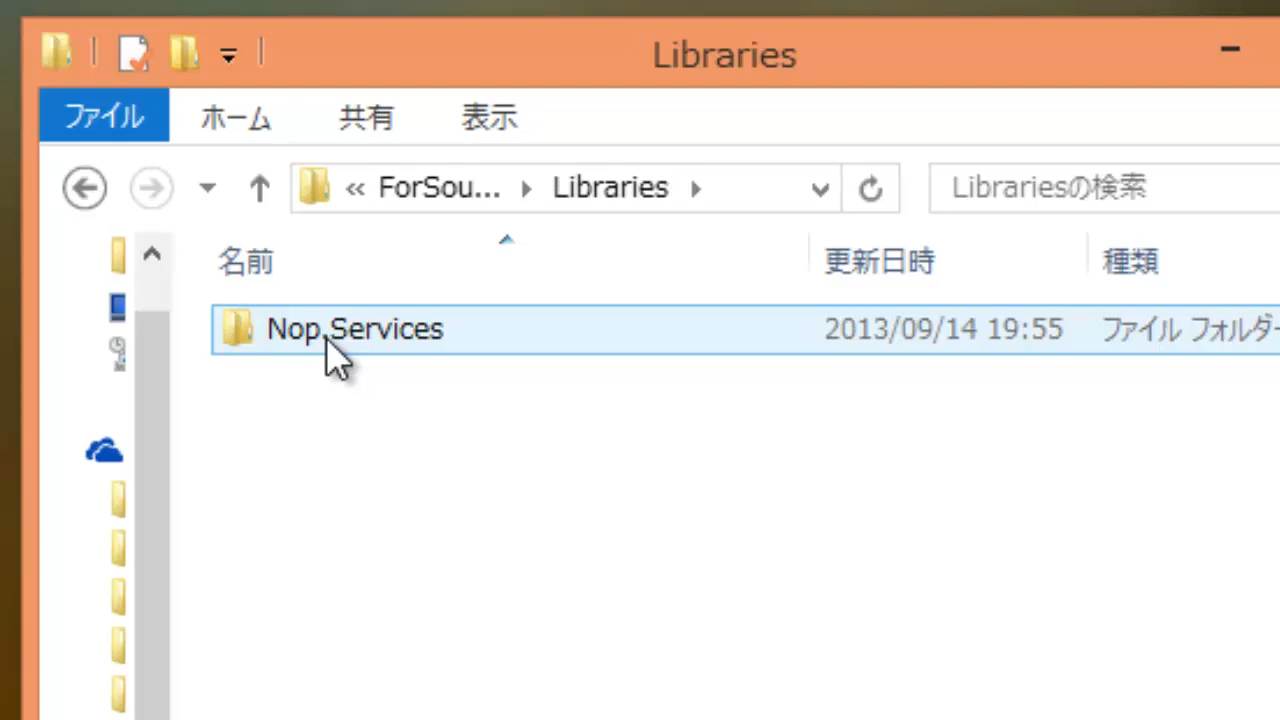 Libraries
ファイル ホーム 共有 表示
« ForSou... Libraries Librariesの検索
名前 更新日時 種類
Nop.Services 2013/09/14 19:55 ファイル フォルダー